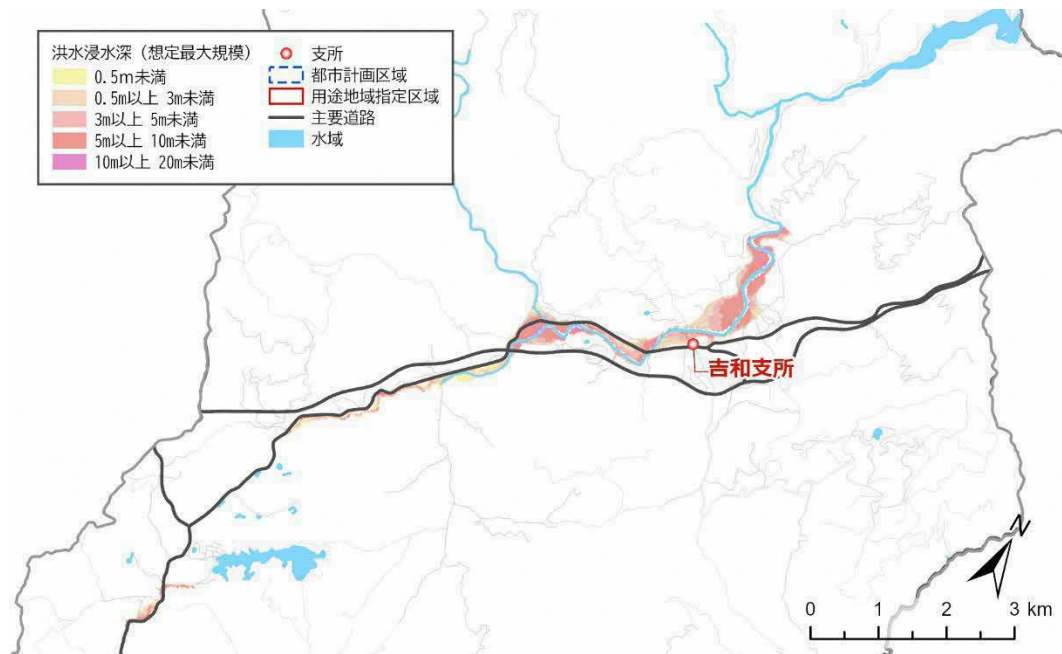 洪水浸水深（想定最大規模）
0.5m未満
0.5m以上 3m未満
3m以上 5m未満
5m以上 10m未満
10m以上 20m未満
支所
都市計画区域
用途地域指定区域
主要道路
水域
吉和支所
N
0 1 2 3 km